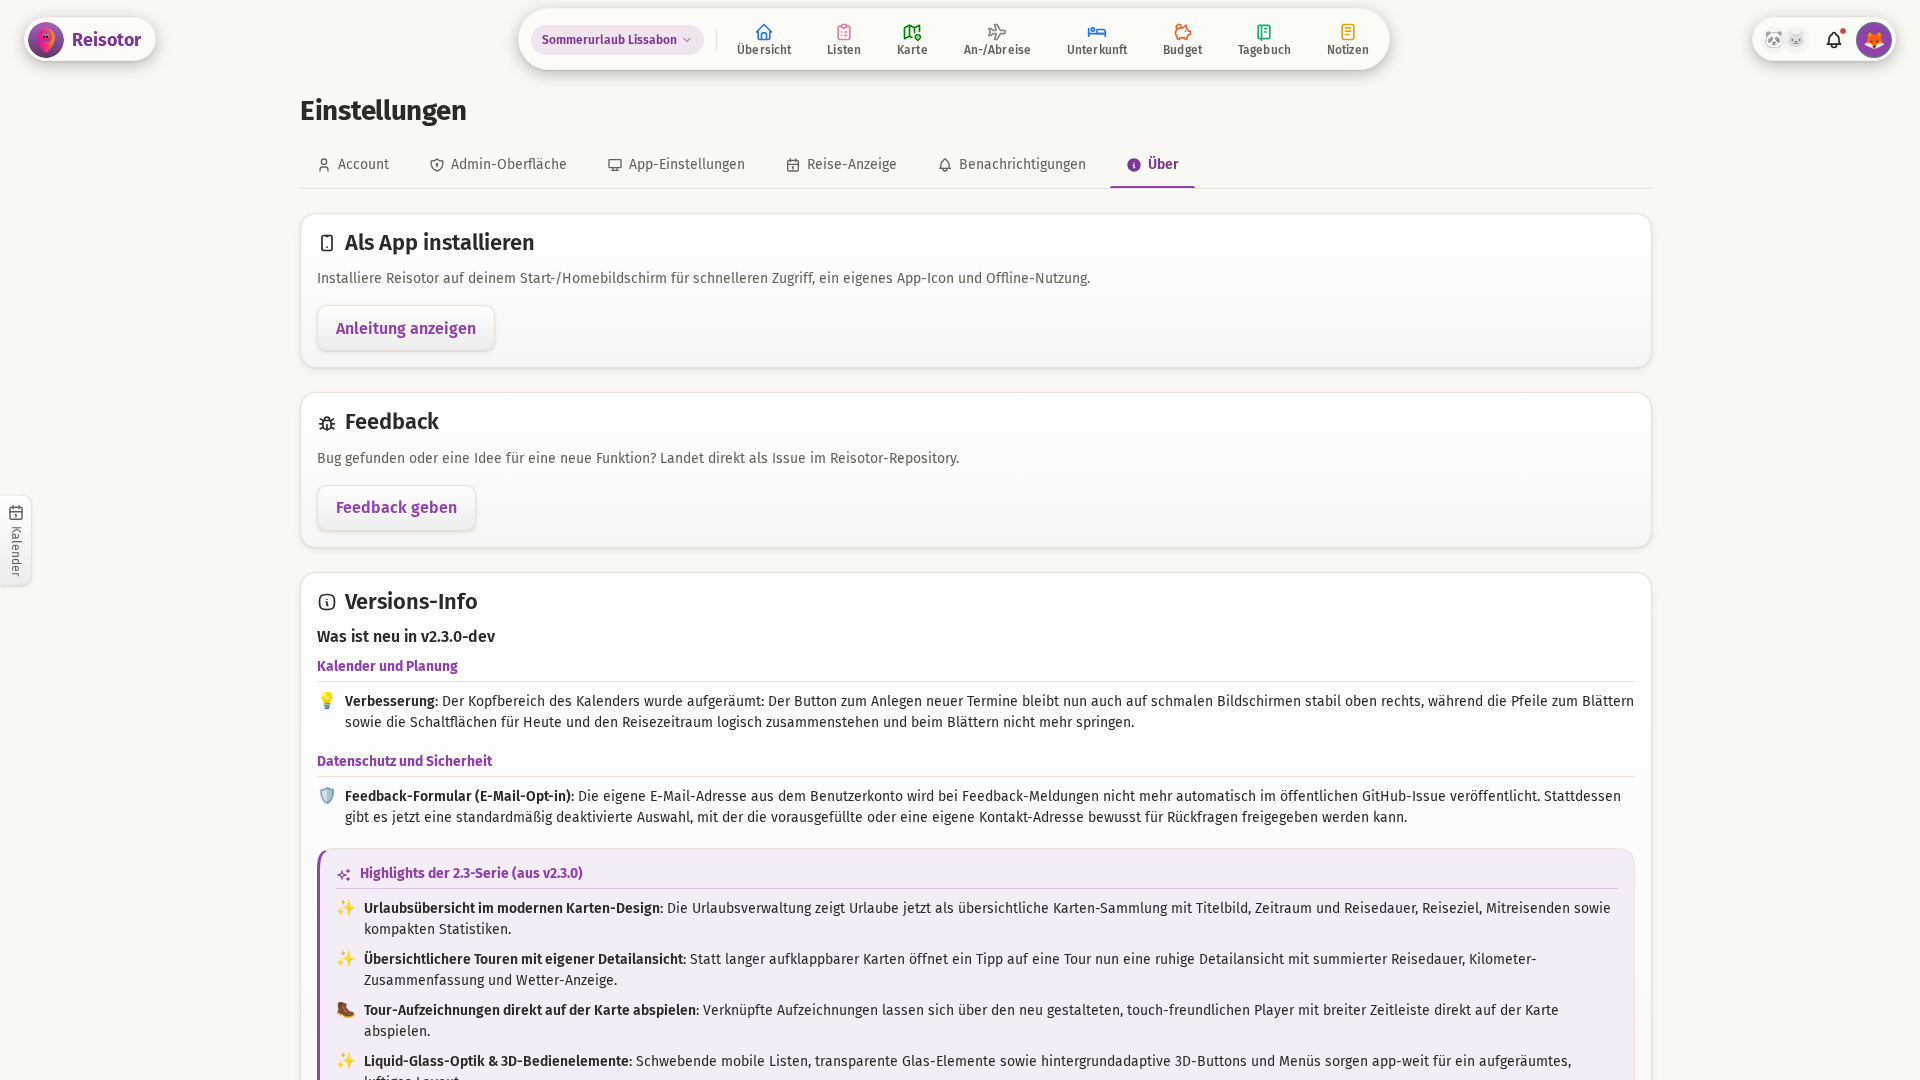 Reisotor
Sommerurlaub Lissabon
Übersicht
Listen
Karte
An-/Abreise
Unterkunft
Budget
Tagebuch
Notizen
Einstellungen
Account
Admin-Oberfläche
App-Einstellungen
Reise-Anzeige
Benachrichtigungen
Über
Als App installieren
Installiere Reisotor auf deinem Start-/Homebildschirm für schnelleren Zugriff, ein eigenes App-Icon und Offline-Nutzung.
Anleitung anzeigen
Feedback
Bug gefunden oder eine Idee für eine neue Funktion? Landet direkt als Issue im Reisotor-Repository.
Feedback geben
Kalender
Versions-Info
Was ist neu in v2.3.0-dev
Kalender und Planung
Verbesserung: Der Kopfbereich des Kalenders wurde aufgeräumt: Der Button zum Anlegen neuer Termine bleibt nun auch auf schmalen Bildschirmen stabil oben rechts, während die Pfeile zum Blättern
sowie die Schaltflächen für Heute und den Reisezeitraum logisch zusammenstehen und beim Blättern nicht mehr springen.
Datenschutz und Sicherheit
Feedback-Formular (E-Mail-Opt-in): Die eigene E-Mail-Adresse aus dem Benutzerkonto wird bei Feedback-Meldungen nicht mehr automatisch im öffentlichen GitHub-Issue veröffentlicht. Stattdessen
gibt es jetzt eine standardmäßig deaktivierte Auswahl, mit der die vorausgefüllte oder eine eigene Kontakt-Adresse bewusst für Rückfragen freigegeben werden kann.
Highlights der 2.3-Serie (aus v2.3.0)
Urlaubsübersicht im modernen Karten-Design: Die Urlaubsverwaltung zeigt Urlaube jetzt als übersichtliche Karten-Sammlung mit Titelbild, Zeitraum und Reisedauer, Reiseziel, Mitreisenden sowie
kompakten Statistiken.
Übersichtlichere Touren mit eigener Detailansicht: Statt langer aufklappbarer Karten öffnet ein Tipp auf eine Tour nun eine ruhige Detailansicht mit summierter Reisedauer, Kilometer-
Zusammenfassung und Wetter-Anzeige.
Tour-Aufzeichnungen direkt auf der Karte abspielen: Verknüpfte Aufzeichnungen lassen sich über den neu gestalteten, touch-freundlichen Player mit breiter Zeitleiste direkt auf der Karte
abspielen.
Liquid-Glass-Optik & 3D-Bedienelemente: Schwebende mobile Listen, transparente Glas-Elemente sowie hintergrundadaptive 3D-Buttons und Menüs sorgen app-weit für ein aufgeräumtes,